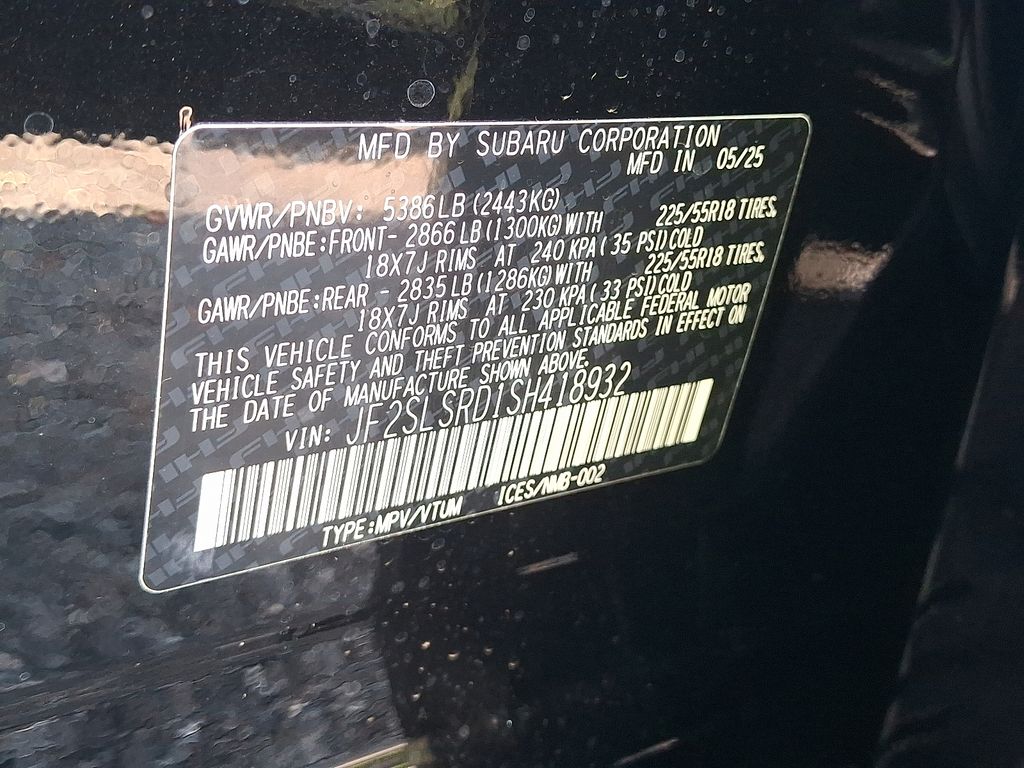 MFD BY SUBARU CORPORATION
MFD IN 05/25
GVWR/PNBV: 5386 LB (2443KG)
GAWR/PNBE:FRONT- 2866 LB (1300KG) WITH 225/55R18 TIRES,
18X7J RIMS AT 240 KPA ( 35 PSI) COLD
GAWR/PNBE:REAR - 2835 LB (1286KG) WITH 225/55R18 TIRES,
18X7J RIMS AT 230 KPA ( 33 PSI) COLD
THIS VEHICLE CONFORMS TO ALL APPLICABLE FEDERAL MOTOR
VEHICLE SAFETY AND THEFT PREVENTION STANDARDS IN EFFECT ON
THE DATE OF MANUFACTURE SHOWN ABOVE.
VIN: JF2SLSRD1SH418932
TYPE:MPV/VTUM ICES/NMB-002